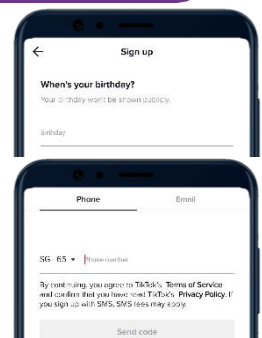 Sign up
When's your birthday?
Your birthday won't be shown publicly.
Birthday
Phone Email
SG 65 Phone number
By continuing, you agree to TikTok's Terms of Service
and confirm that you have read TikTok's Privacy Policy. If
you sign up with SMS, SMS fees may apply.
Send code